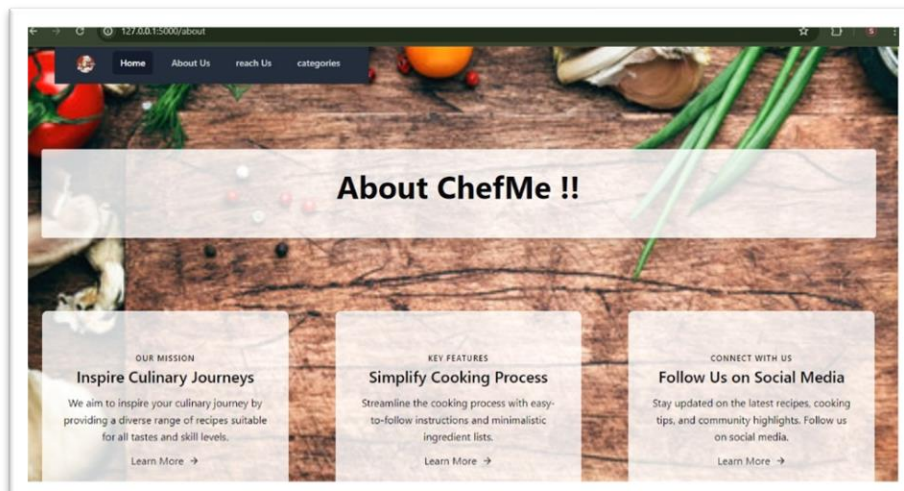 127.0.0.1:5000/about
S
Home About Us reach Us categories
About ChefMe !!
OUR MISSION
Inspire Culinary Journeys
We aim to inspire your culinary journey by
providing a diverse range of recipes suitable
for all tastes and skill levels.
Learn More →
KEY FEATURES
Simplify Cooking Process
Streamline the cooking process with easy-
to-follow instructions and minimalistic
ingredient lists.
Learn More →
CONNECT WITH US
Follow Us on Social Media
Stay updated on the latest recipes, cooking
tips, and community highlights. Follow us
on social media.
Learn More →